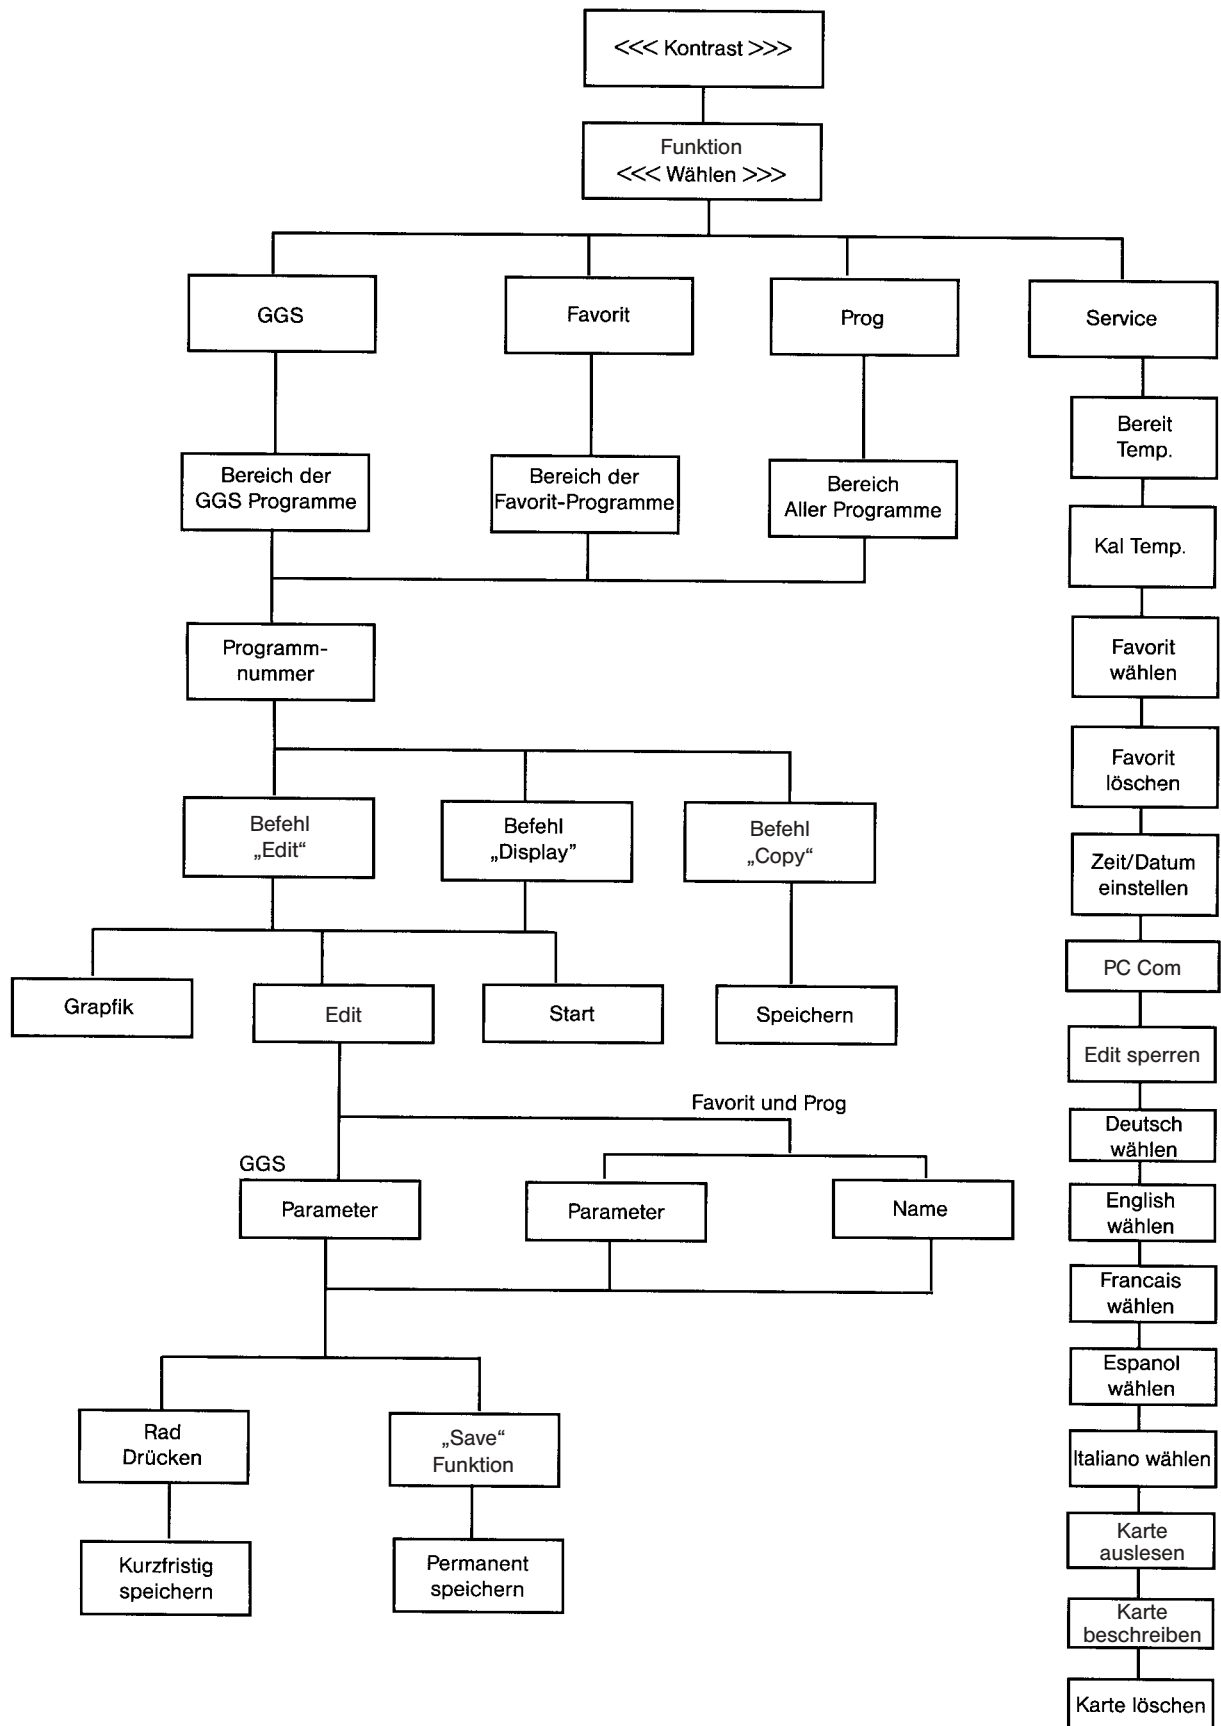 <<< Kontrast >>>
Funktion
<<< Wählen >>>
GGS
Favorit
Prog
Service
Bereich der
GGS Programme
Bereich der
Favorit-Programme
Bereich
Aller Programme
Bereit
Temp.
Kal Temp.
Favorit
wählen
Favorit
löschen
Zeit/Datum
einstellen
PC Com
Edit sperren
Deutsch
wählen
English
wählen
Francais
wählen
Espanol
wählen
Italiano wählen
Karte
auslesen
Karte
beschreiben
Karte löschen
Programm-
nummer
Befehl
„Edit“
Befehl
„Display”
Befehl
„Copy“
Grapfik
Edit
Start
Speichern
Favorit und Prog
GGS
Parameter
Parameter
Name
Rad
Drücken
„Save“
Funktion
Kurzfristig
speichern
Permanent
speichern